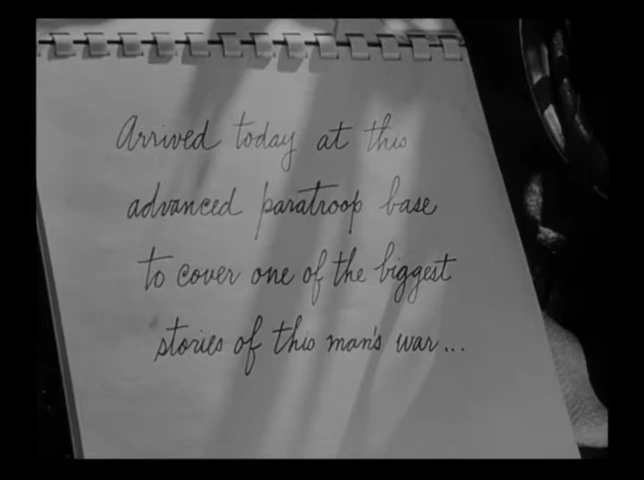 Arrived today at this
advanced paratroop base
to cover one of the biggest
stories of this man's war...